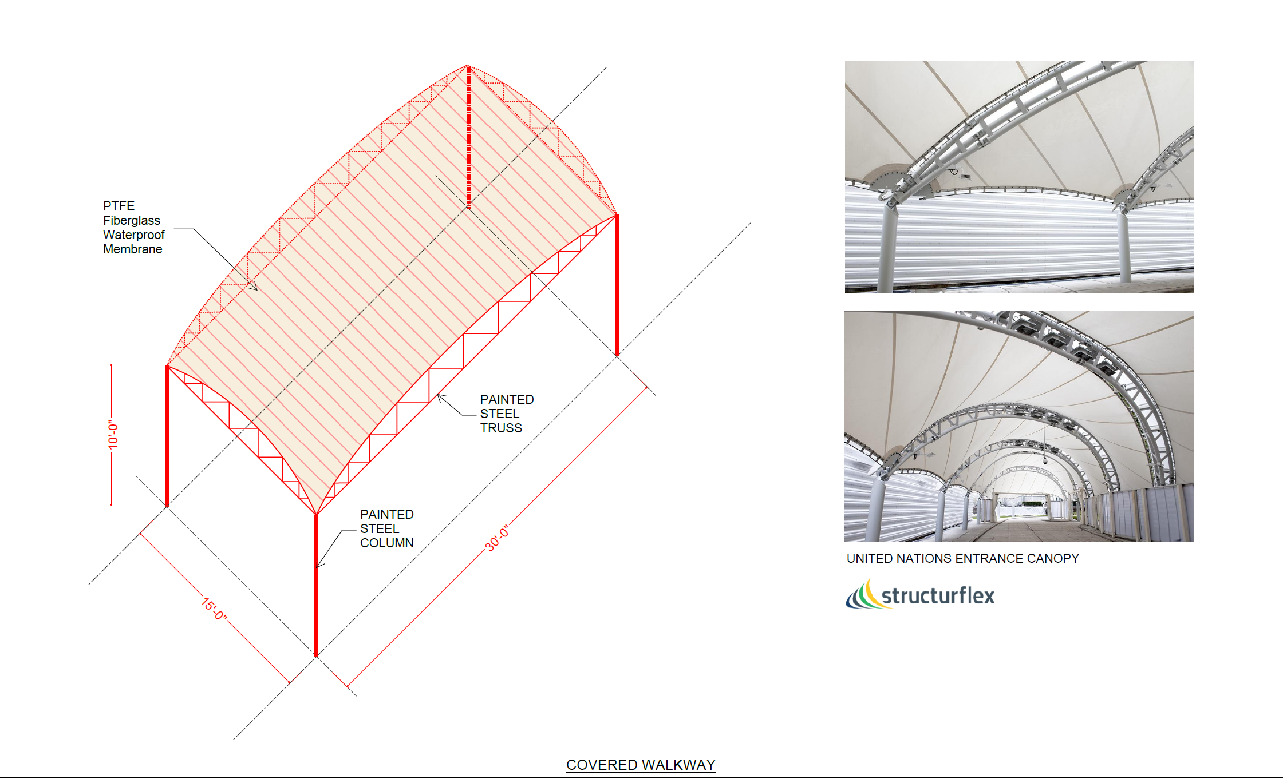 PTFE
Fiberglass
Waterproof
Membrane
10'-0"
PAINTED
STEEL
TRUSS
PAINTED
STEEL
COLUMN
30'-0"
15'-0"
UNITED NATIONS ENTRANCE CANOPY
structurflex
COVERED WALKWAY